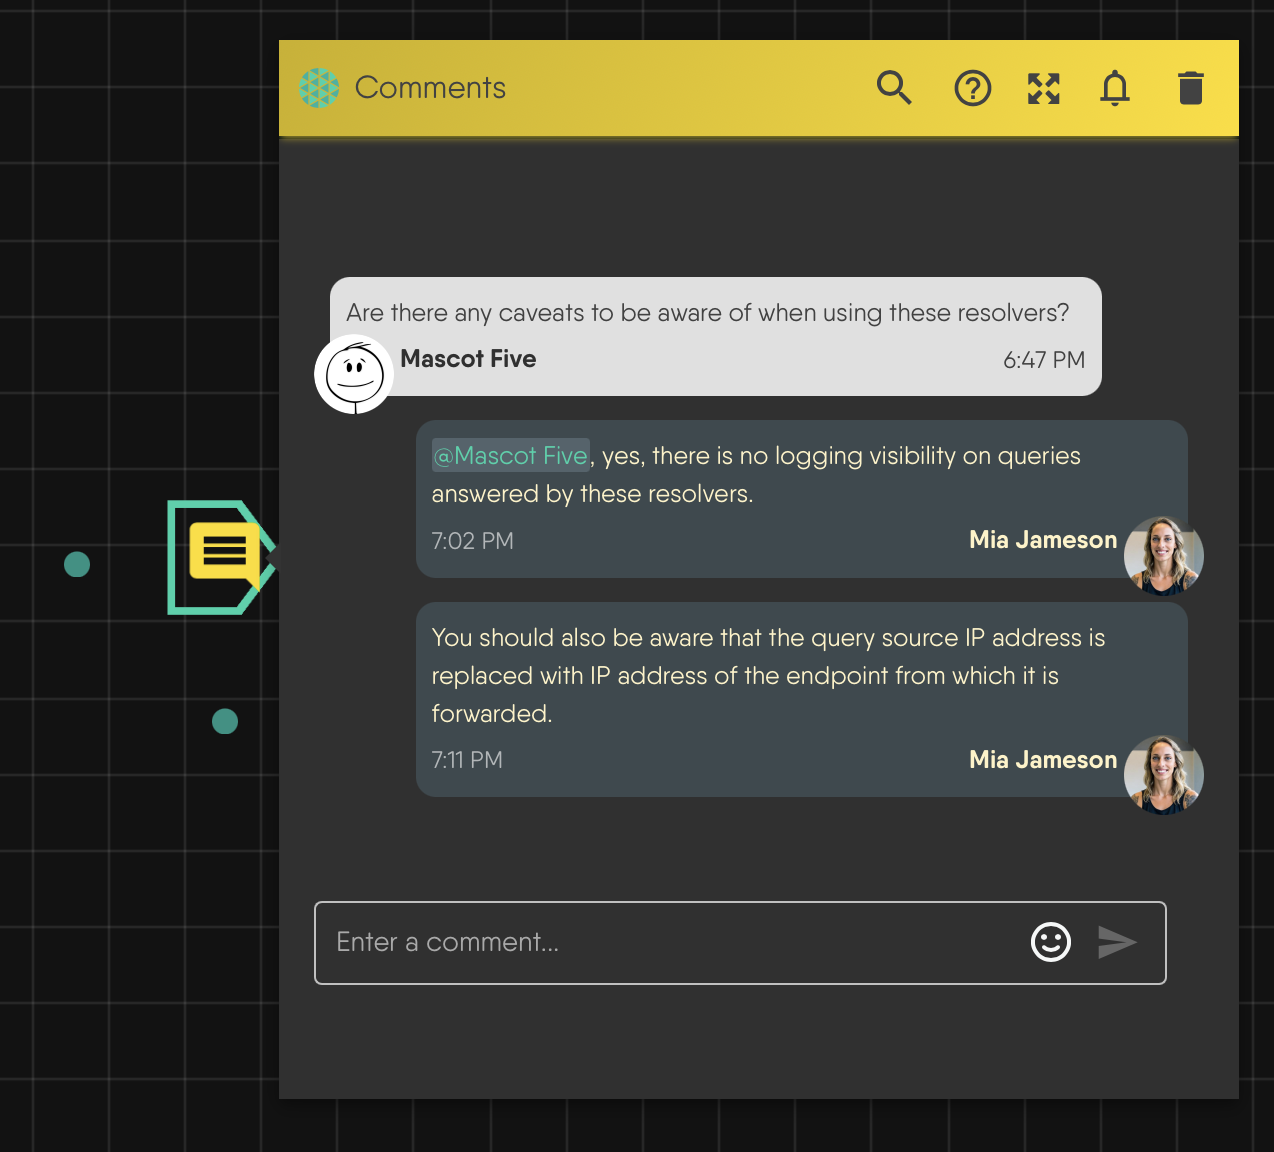 Comments
Are there any caveats to be aware of when using these resolvers?
Mascot Five
6:47 PM
@Mascot Five, yes, there is no logging visibility on queries
answered by these resolvers.
7:02 PM
Mia Jameson
You should also be aware that the query source IP address is
replaced with IP address of the endpoint from which it is
forwarded.
7:11 PM
Mia Jameson
Enter a comment...